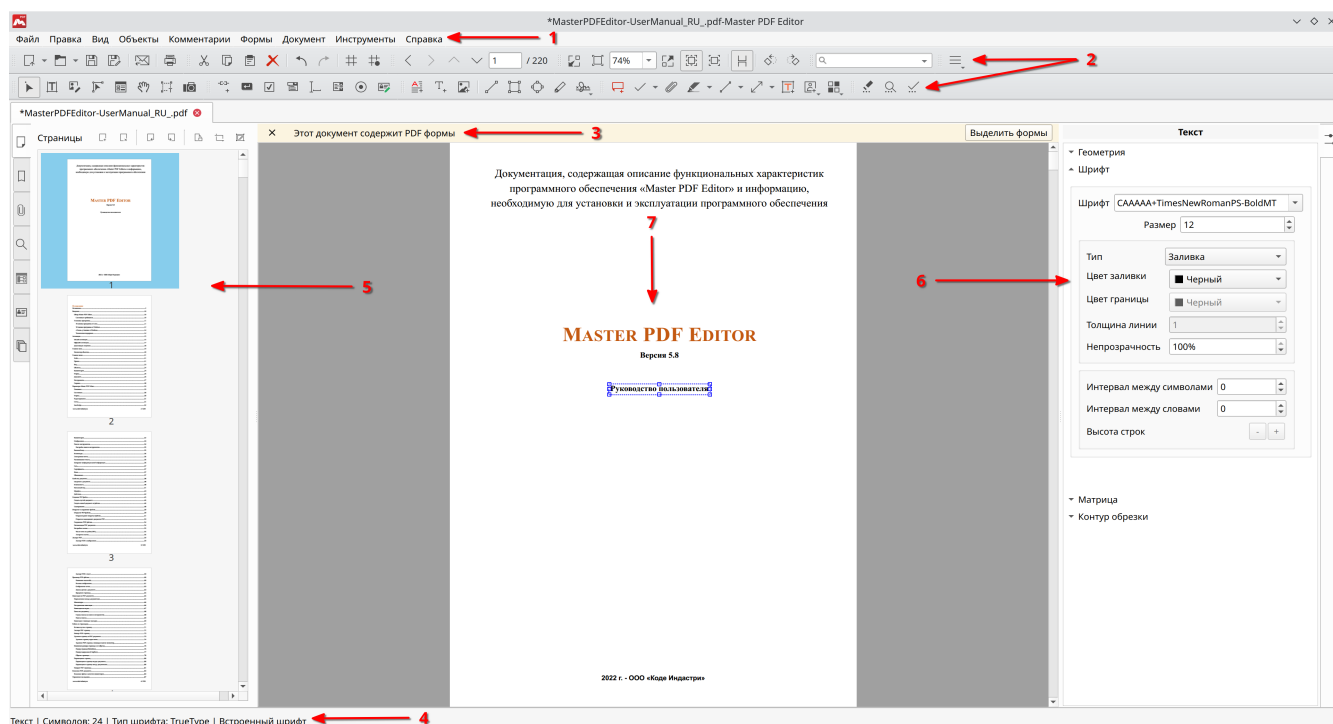 *MasterPDFEditor-UserManual_RU_.pdf-Master PDF Editor
Файл Правка Вид Объекты Комментарии Формы Документ Инструменты Справка
1
1 / 220
74%
2
*MasterPDFEditor-UserManual_RU_.pdf
Страницы
Этот документ содержит PDF формы
3
Выделить формы
Текст
1
2
3
5
Документация, содержащая описание функциональных характеристик
программного обеспечения «Master PDF Editor» и информацию,
необходимую для установки и эксплуатации программного обеспечения
7
MASTER PDF EDITOR
Версия 5.8
Руководство пользователя
2022 г. - ООО «Коде Индастри»
6
Геометрия
Шрифт
Шрифт CAAAAA+TimesNewRomanPS-BoldMT
Размер 12
Тип Заливка
Цвет заливки Черный
Цвет границы Черный
Толщина линии 1
Непрозрачность 100%
Интервал между символами 0
Интервал между словами 0
Высота строк - +
Матрица
Контур обрезки
Текст | Символов: 24 | Тип шрифта: TrueType | Встроенный шрифт
4